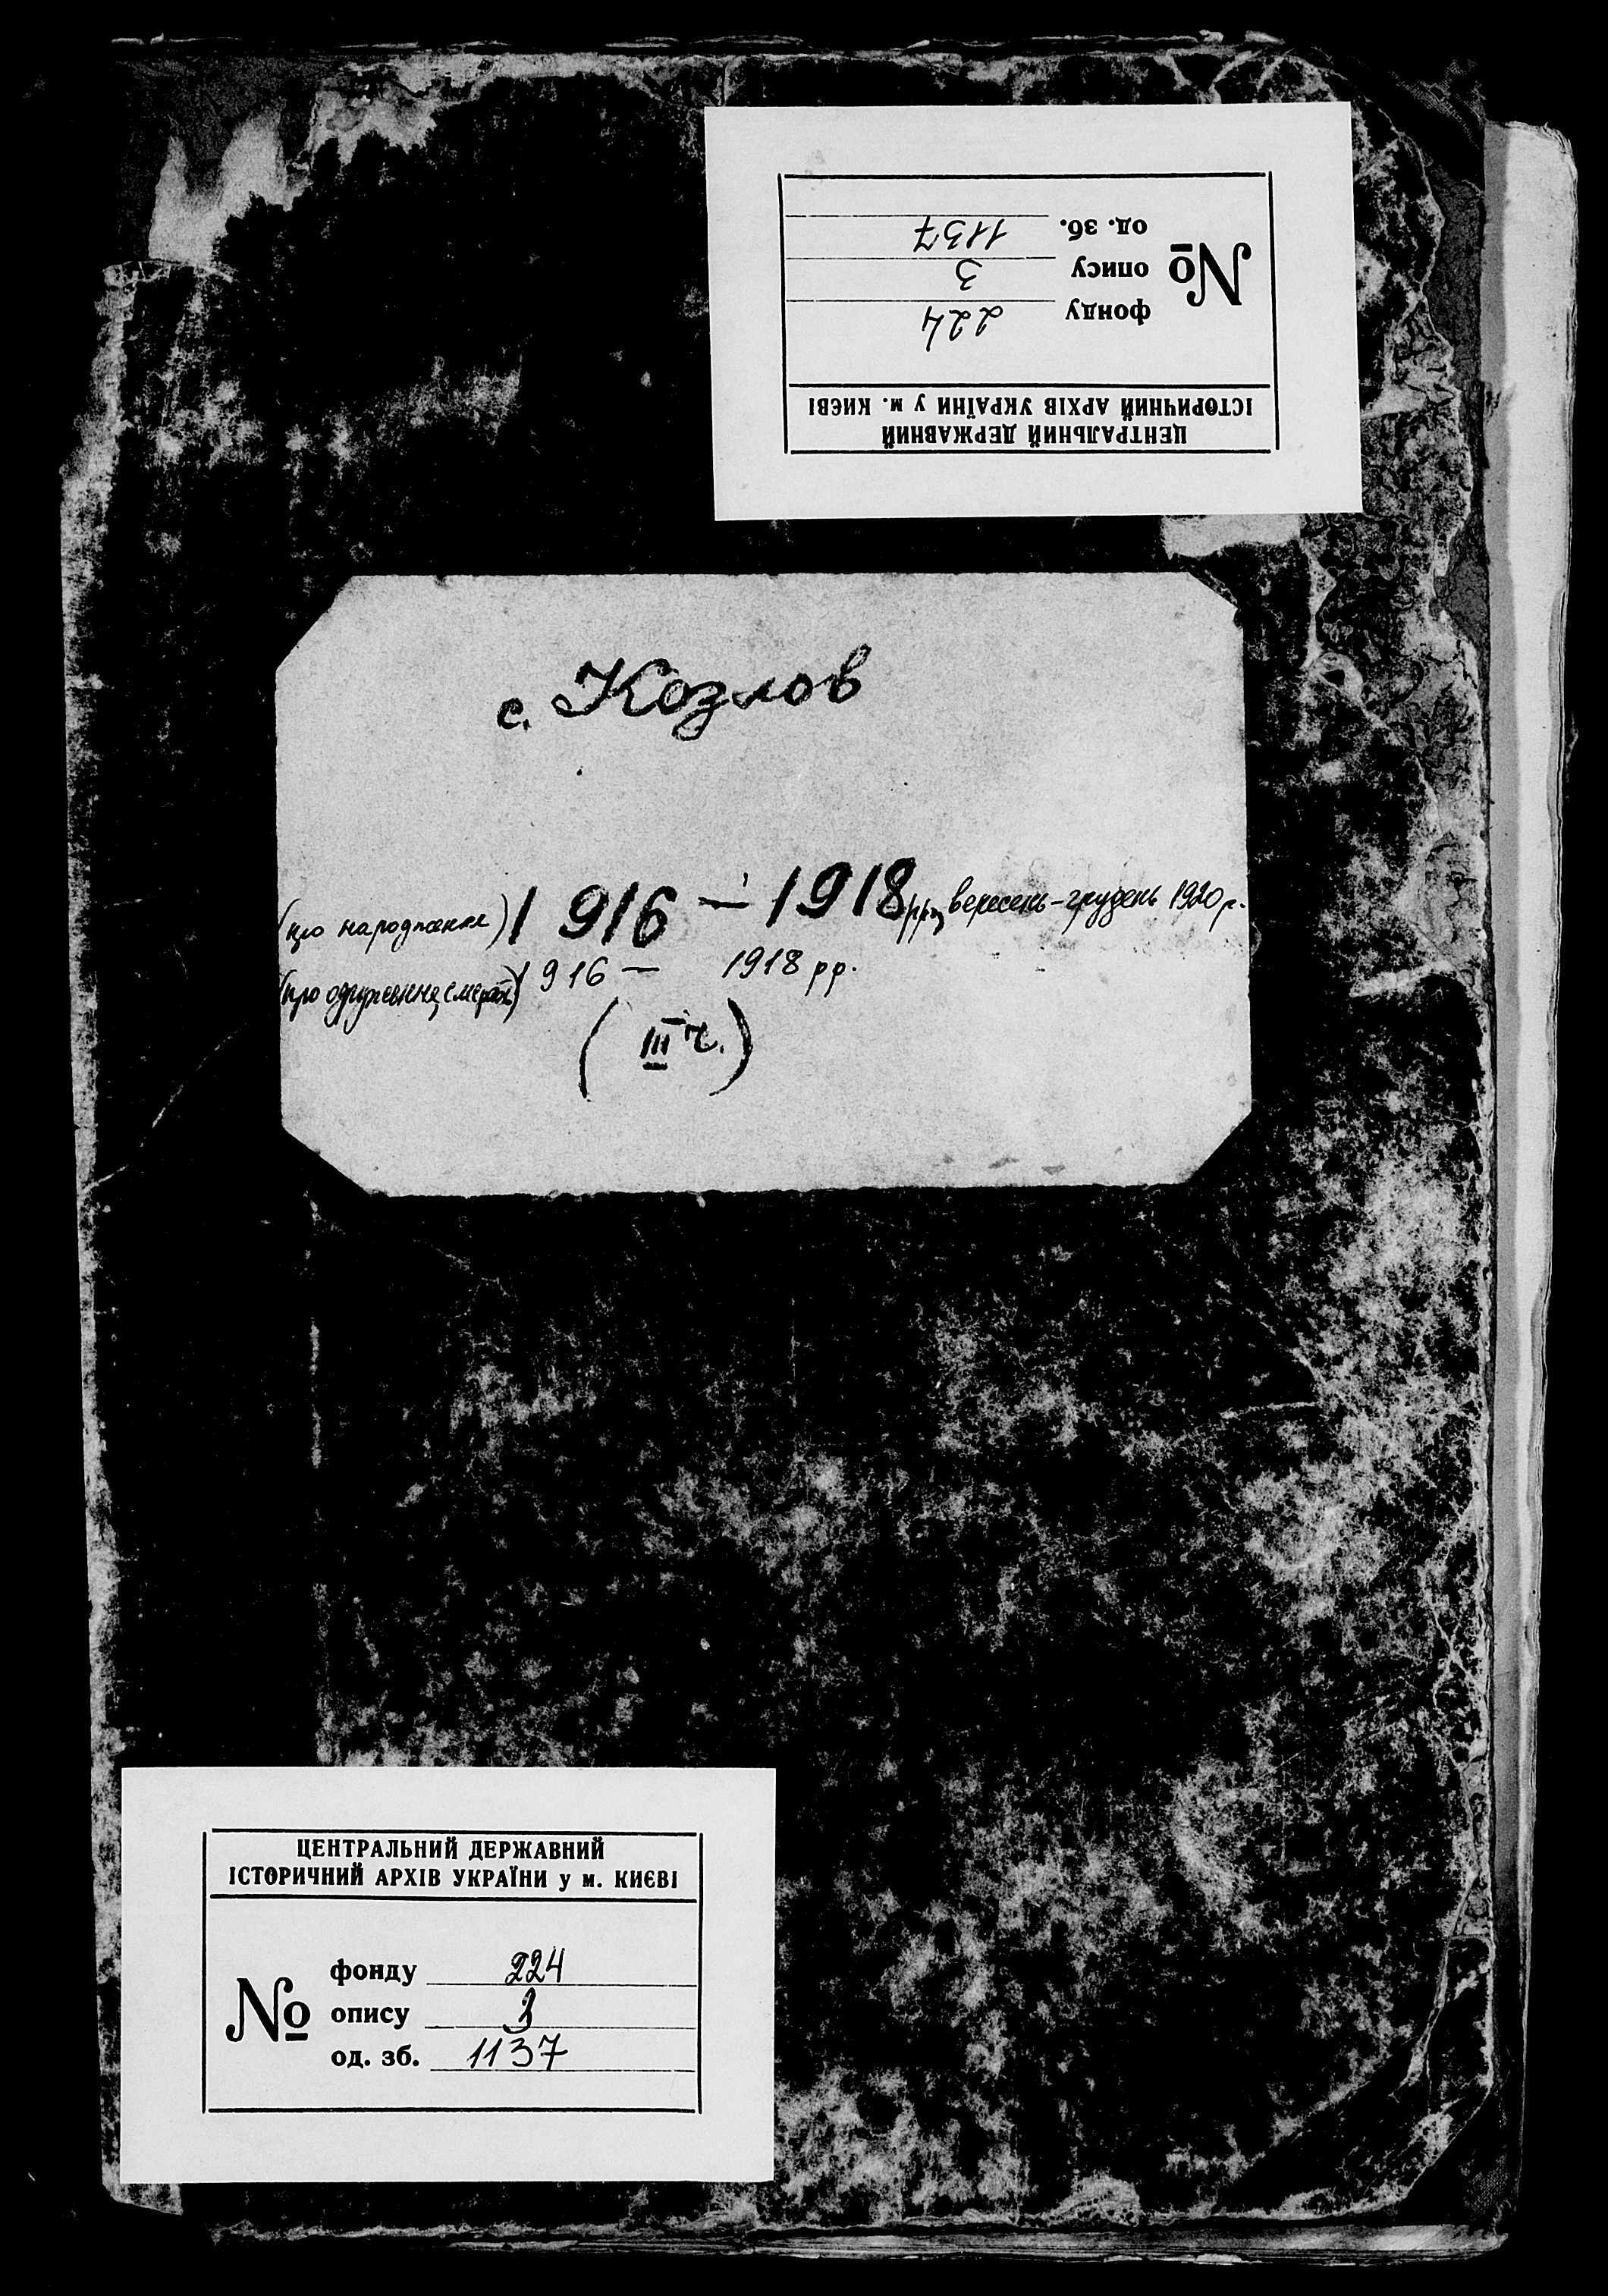 ЦЕНТРАЛЬНИЙ ДЕРЖАВНИЙ
ІСТОРИЧНИЙ АРХІВ УКРАЇНИ у м. КИЄВІ
№
фонду 224
опису 3
од. зб. 1137
с. Козлов
(про народження) 1916 – 1918 рр., вересень-грудень 1920 р.
(про одруження, смерть) 1916 – 1918 рр.
(III ч.)
ЦЕНТРАЛЬНИЙ ДЕРЖАВНИЙ
ІСТОРИЧНИЙ АРХІВ УКРАЇНИ у м. КИЄВІ
№
фонду 224
опису 3
од. зб. 1137